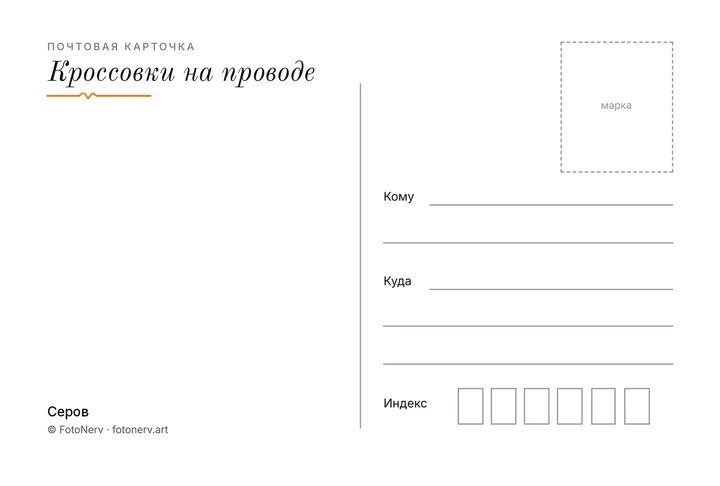 ПОЧТОВАЯ КАРТОЧКА
Кроссовки на проводе
марка
Кому
Куда
Индекс
Серов
© FotoNerv · fotonerv.art